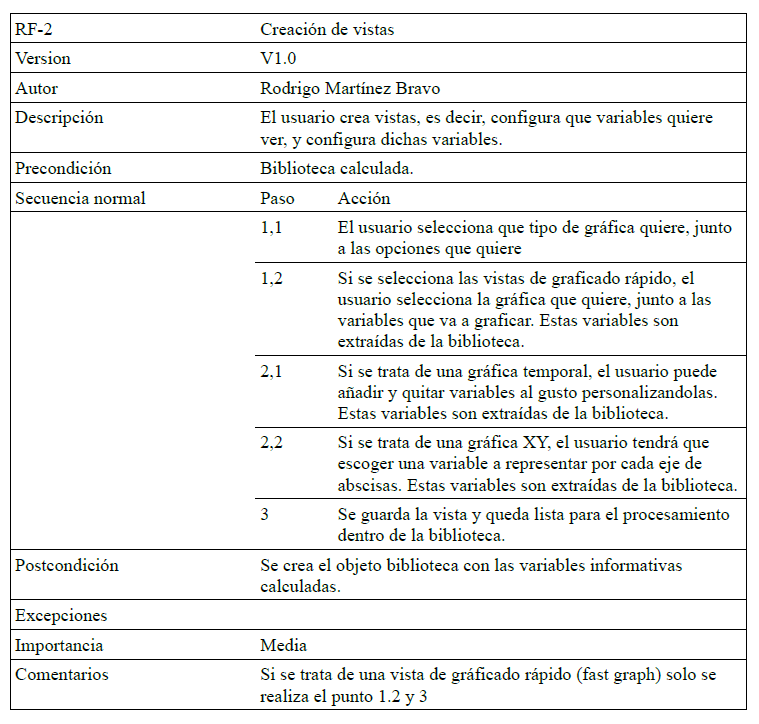 RF-2 Creación de vistas
Version V1.0
Autor Rodrigo Martínez Bravo
Descripción El usuario crea vistas, es decir, configura que variables quiere
ver, y configura dichas variables.
Precondición Biblioteca calculada.
Secuencia normal Paso Acción
1,1 El usuario selecciona que tipo de gráfica quiere, junto
a las opciones que quiere
1,2 Si se selecciona las vistas de graficado rápido, el
usuario selecciona la gráfica que quiere, junto a las
variables que va a graficar. Estas variables son
extraídas de la biblioteca.
2,1 Si se trata de una gráfica temporal, el usuario puede
añadir y quitar variables al gusto personalizandolas.
Estas variables son extraídas de la biblioteca.
2,2 Si se trata de una gráfica XY, el usuario tendrá que
escoger una variable a representar por cada eje de
abscisas. Estas variables son extraídas de la biblioteca.
3 Se guarda la vista y queda lista para el procesamiento
dentro de la biblioteca.
Postcondición Se crea el objeto biblioteca con las variables informativas
calculadas.
Excepciones
Importancia Media
Comentarios Si se trata de una vista de gráficado rápido (fast graph) solo se
realiza el punto 1.2 y 3